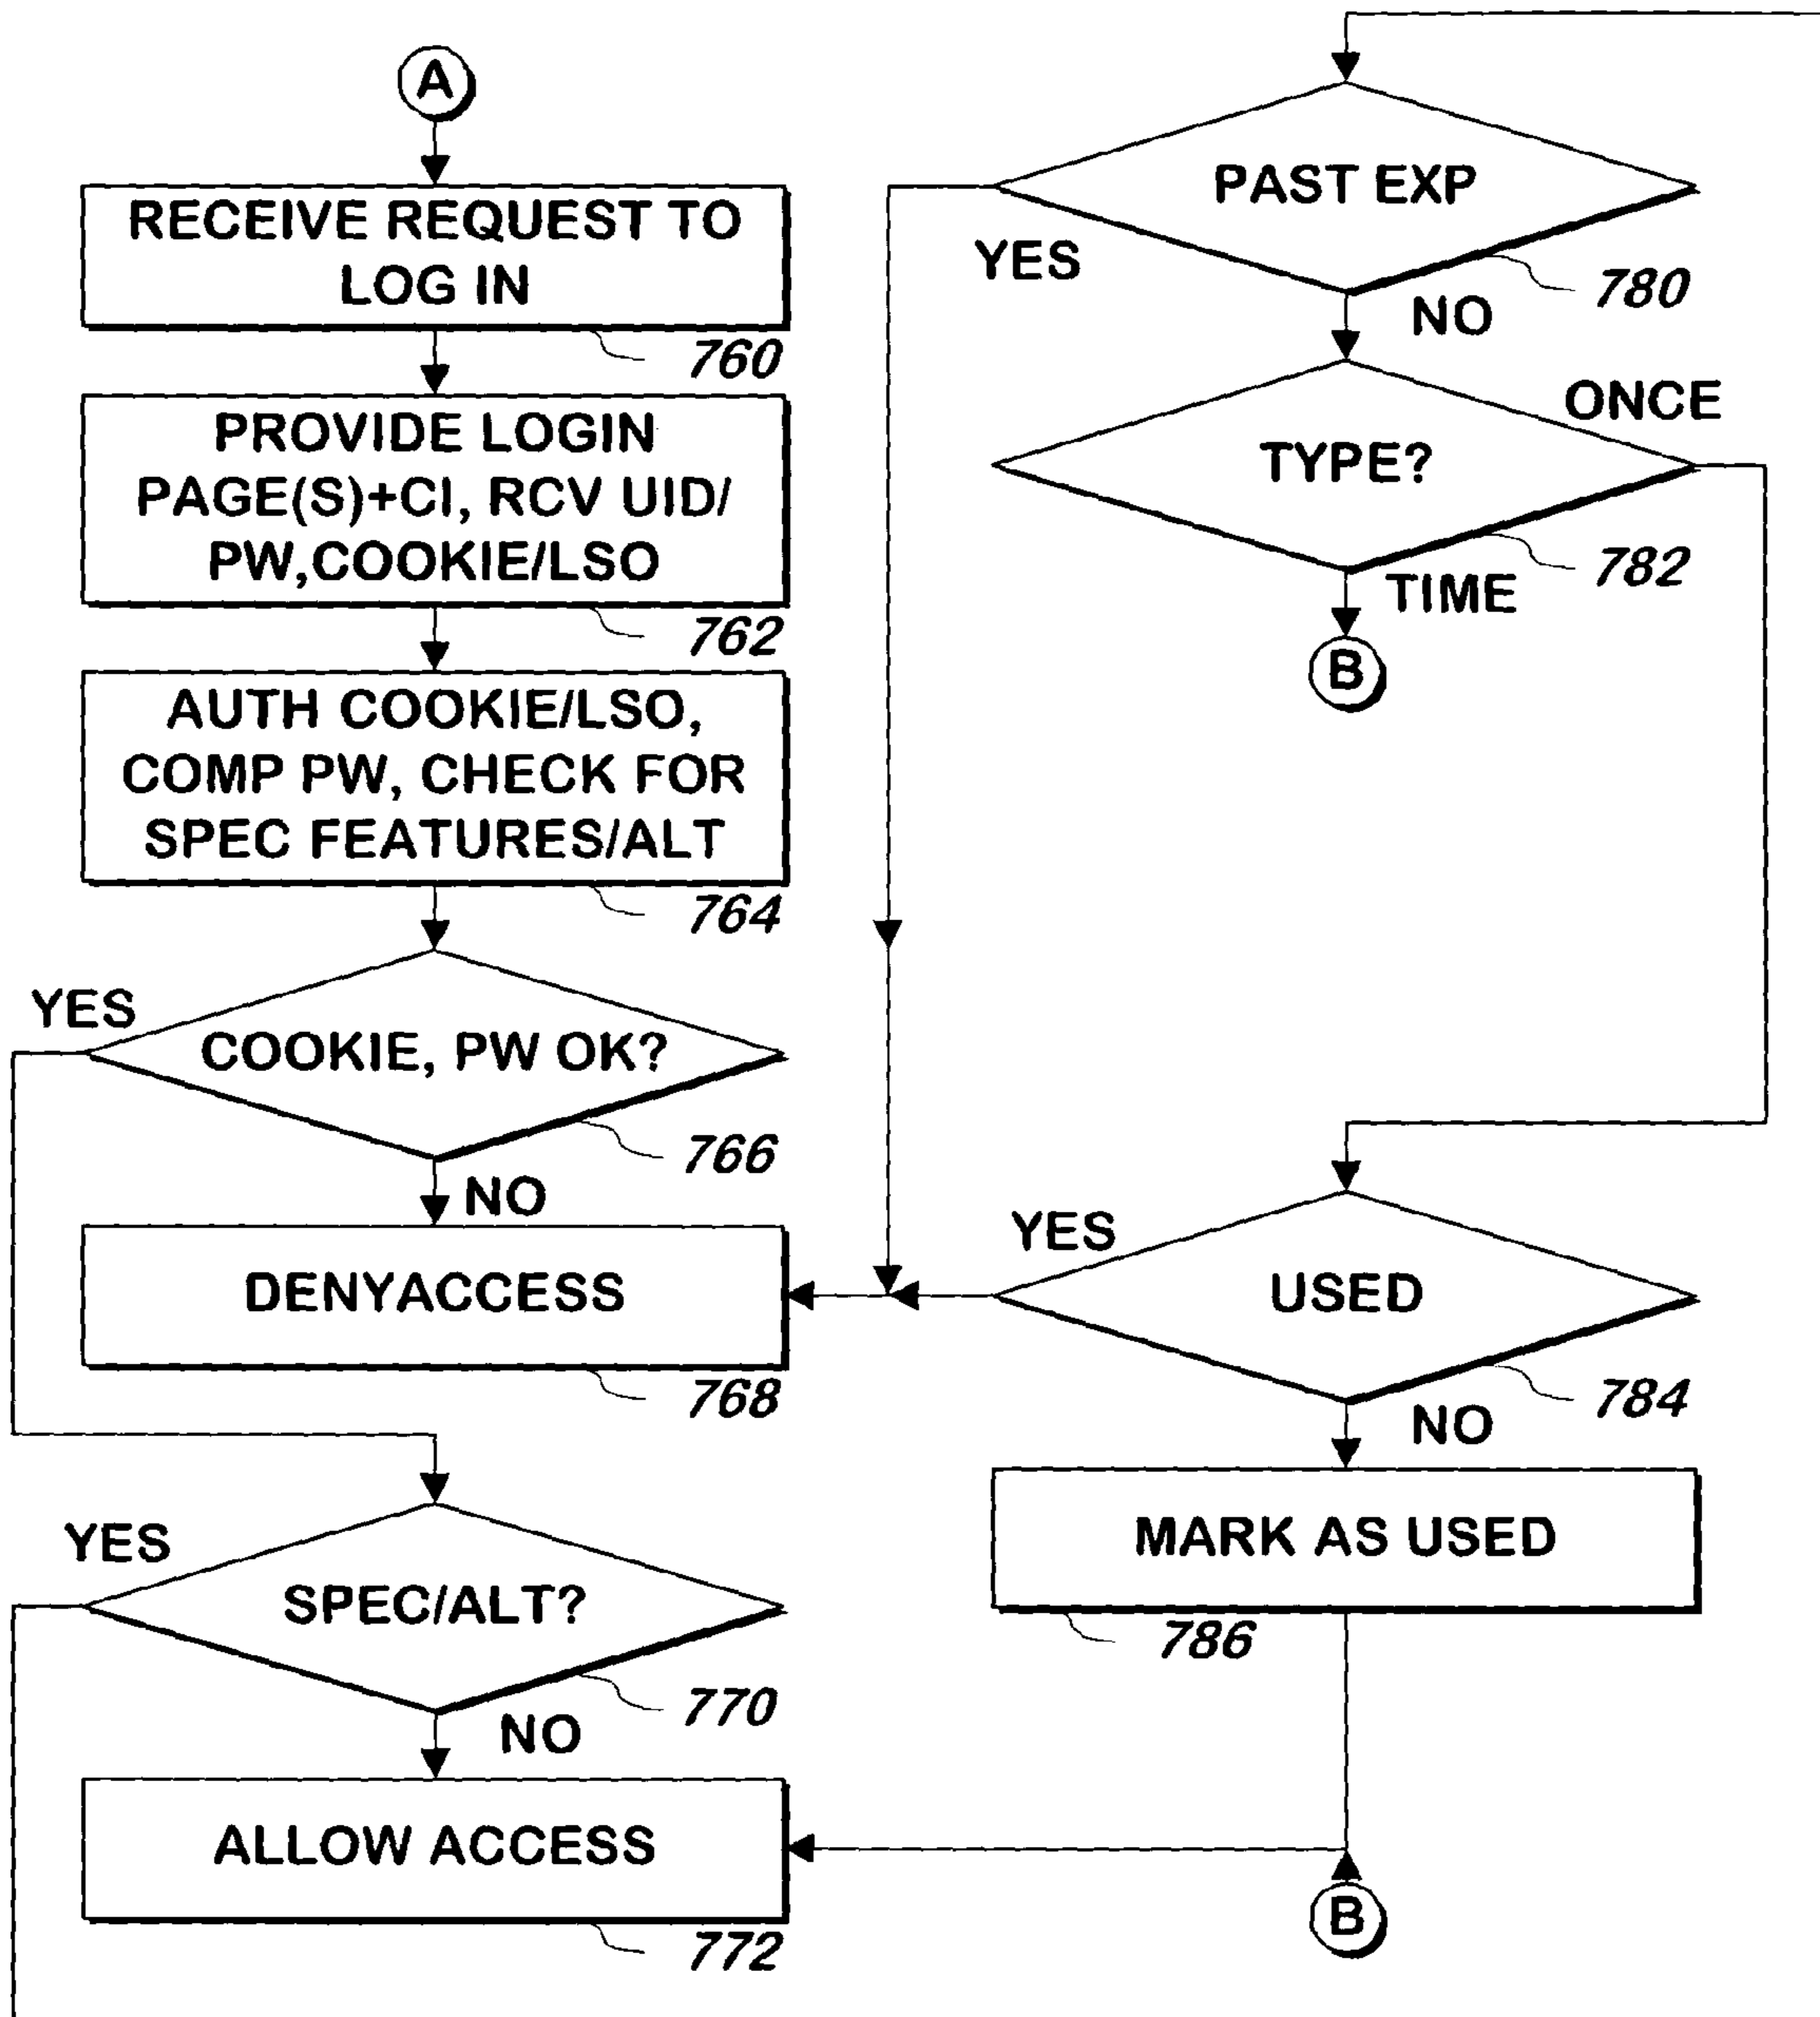 A
RECEIVE REQUEST TO
LOG IN
760
PROVIDE LOGIN
PAGE(S)+CI, RCV UID/
PW,COOKIE/LSO
762
AUTH COOKIE/LSO,
COMP PW, CHECK FOR
SPEC FEATURES/ALT
764
YES
COOKIE, PW OK?
766
NO
DENYACCESS
768
YES
SPEC/ALT?
770
NO
ALLOW ACCESS
772
PAST EXP
YES
780
NO
ONCE
TYPE?
782
TIME
B
YES
USED
784
NO
MARK AS USED
786
B